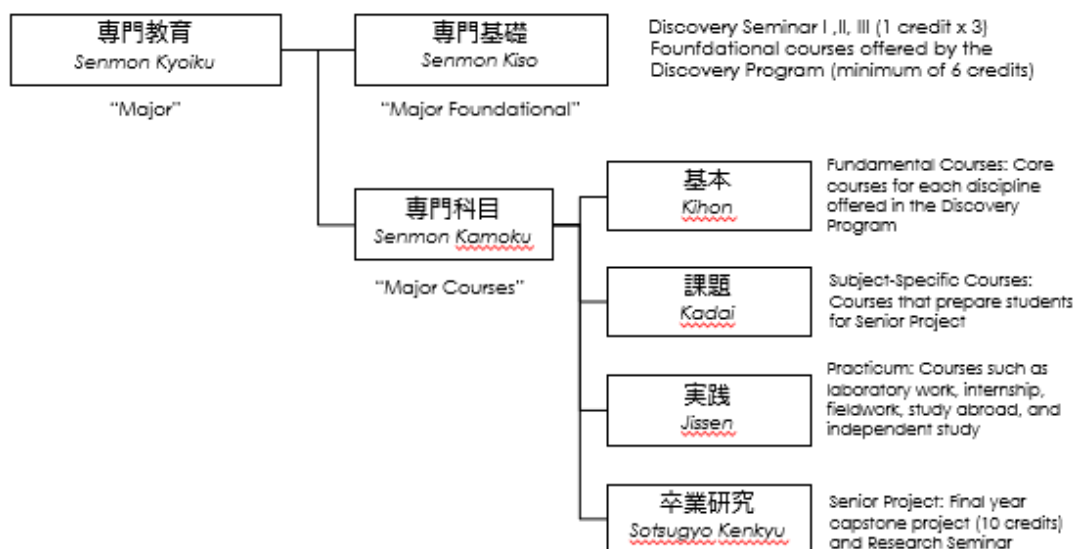 専門教育
Senmon Kyoiku
"Major"
専門基礎
Senmon Kiso
"Major Foundational"
Discovery Seminar I ,II, III (1 credit x 3)
Founfdational courses offered by the
Discovery Program (minimum of 6 credits)
専門科目
Senmon Kamoku
"Major Courses"
基本
Kihon
Fundamental Courses: Core
courses for each discipline
offered in the Discovery
Program
課題
Kadai
Subject-Specific Courses:
Courses that prepare students
for Senior Project
実践
Jissen
Practicum: Courses such as
laboratory work, internship,
fieldwork, study abroad, and
independent study
卒業研究
Sotsugyo Kenkyu
Senior Project: Final year
capstone project (10 credits)
and Research Seminar